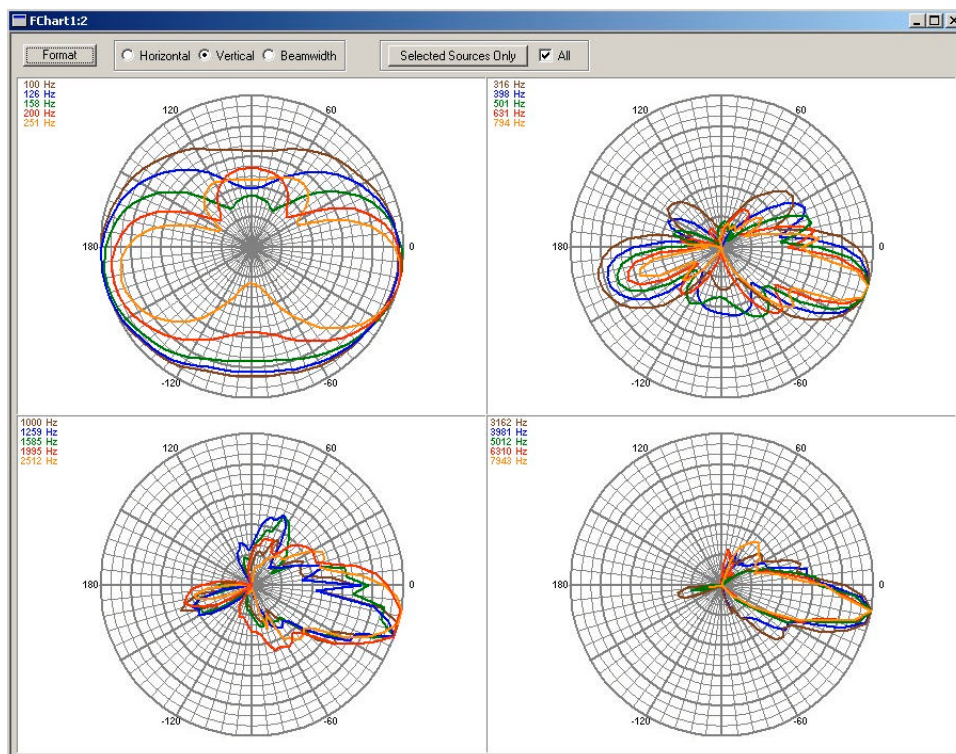 FChart1:2
Format Horizontal Vertical Beamwidth Selected Sources Only All
100 Hz
126 Hz
158 Hz
200 Hz
251 Hz
120 60
180 0
-120 -60
316 Hz
398 Hz
501 Hz
631 Hz
794 Hz
120 60
180 0
-120 -60
1000 Hz
1259 Hz
1585 Hz
1995 Hz
2512 Hz
120 60
180 0
-120 -60
3162 Hz
3981 Hz
5012 Hz
6310 Hz
7943 Hz
120 60
180 0
-120 -60